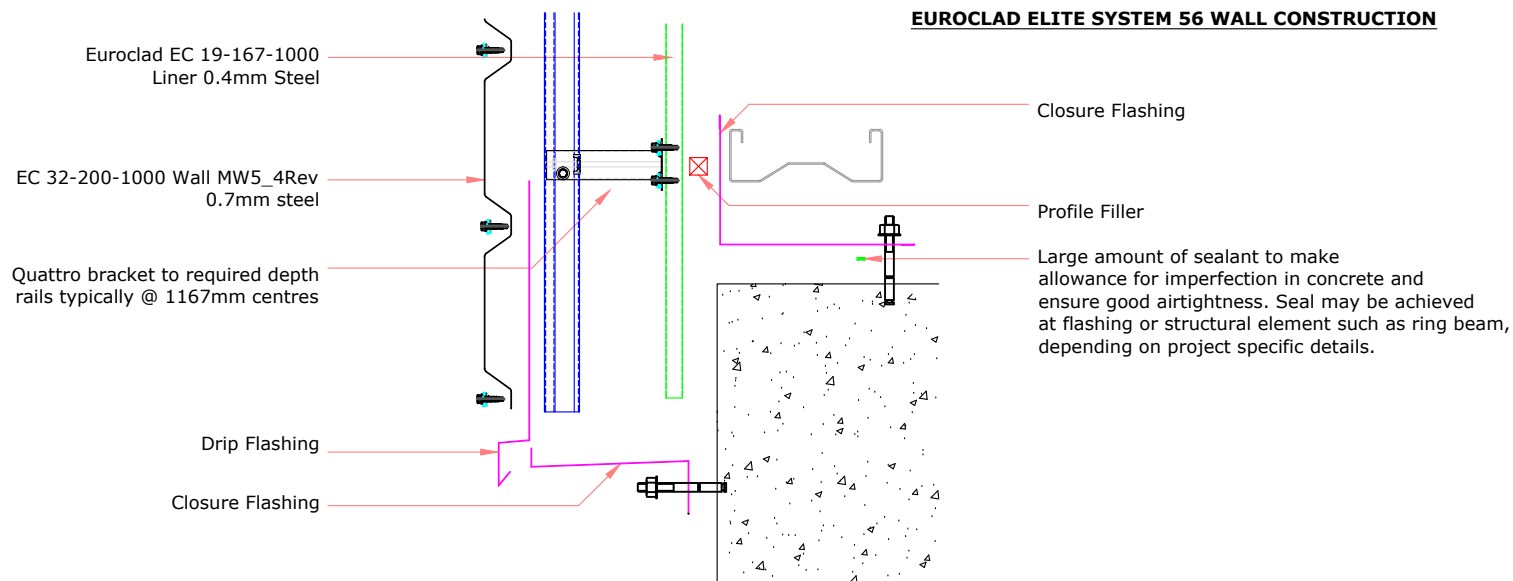 EUROCLAD ELITE SYSTEM 56 WALL CONSTRUCTION
Euroclad EC 19-167-1000
Liner 0.4mm Steel
EC 32-200-1000 Wall MW5_4Rev
0.7mm steel
Quattro bracket to required depth
rails typically @ 1167mm centres
Drip Flashing
Closure Flashing
Closure Flashing
Profile Filler
Large amount of sealant to make
allowance for imperfection in concrete and
ensure good airtightness. Seal may be achieved
at flashing or structural element such as ring beam,
depending on project specific details.